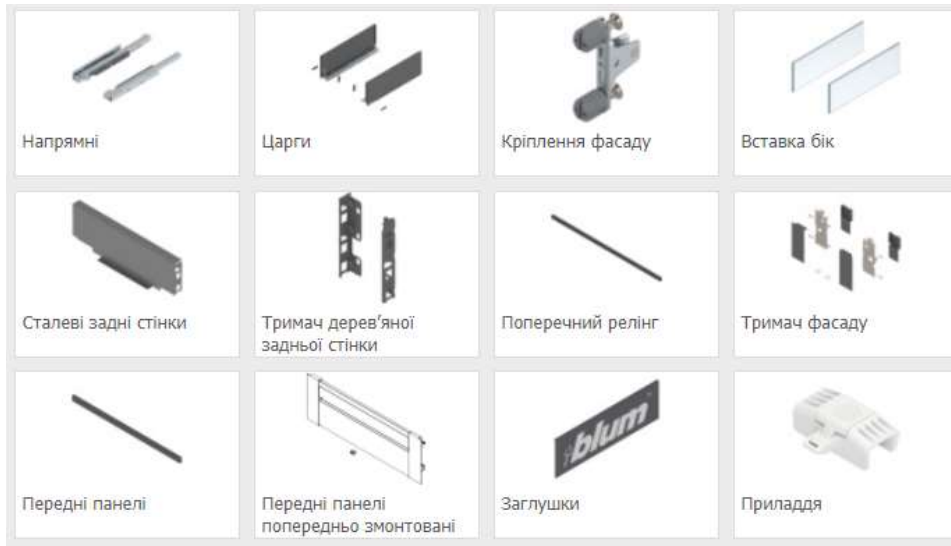 Напрямні
Царги
Кріплення фасаду
Вставка бік
Сталеві задні стінки
Тримач дерев'яної
задньої стінки
Поперечний релінг
Тримач фасаду
blum
Передні панелі
Передні панелі
попередньо змонтовані
Заглушки
Приладдя